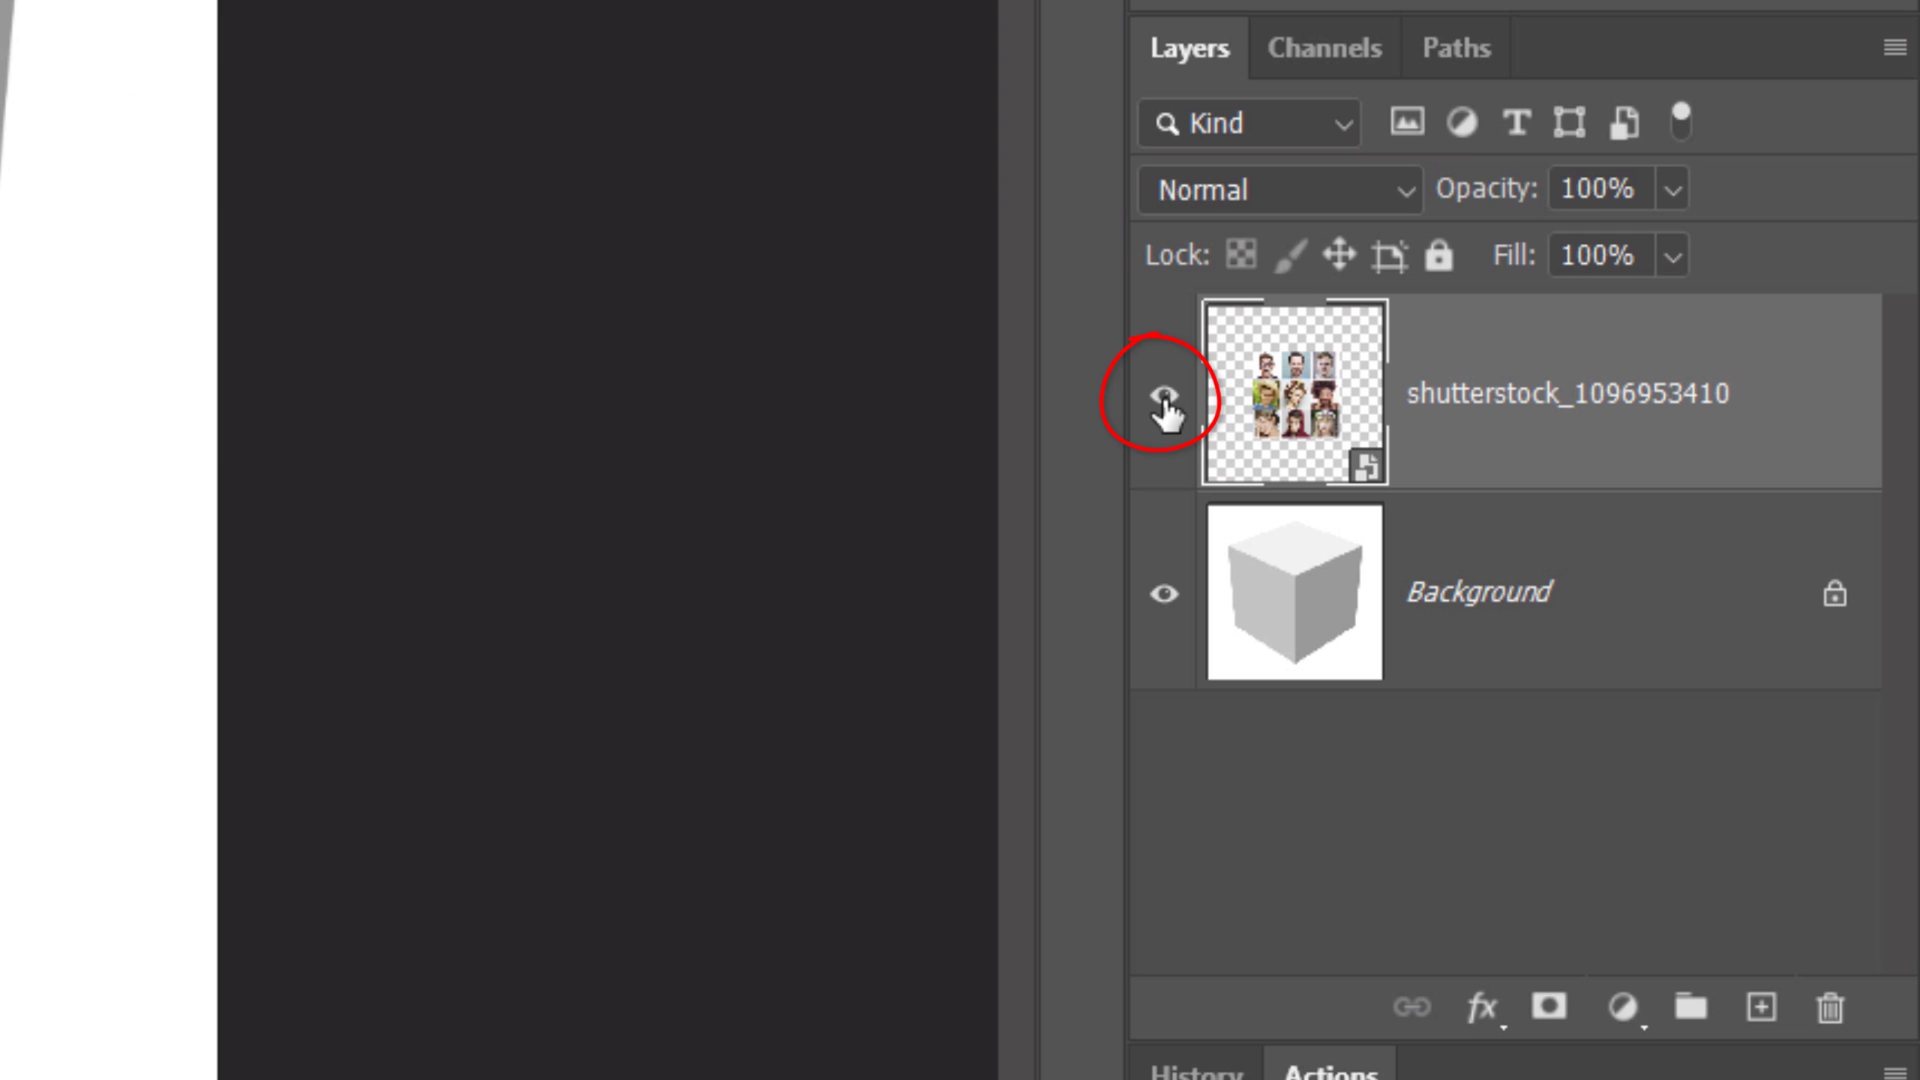 Layers Channels Paths
Kind
Normal Opacity: 100%
Lock: Fill: 100%
shutterstock_1096953410
Background
fx
History Actions